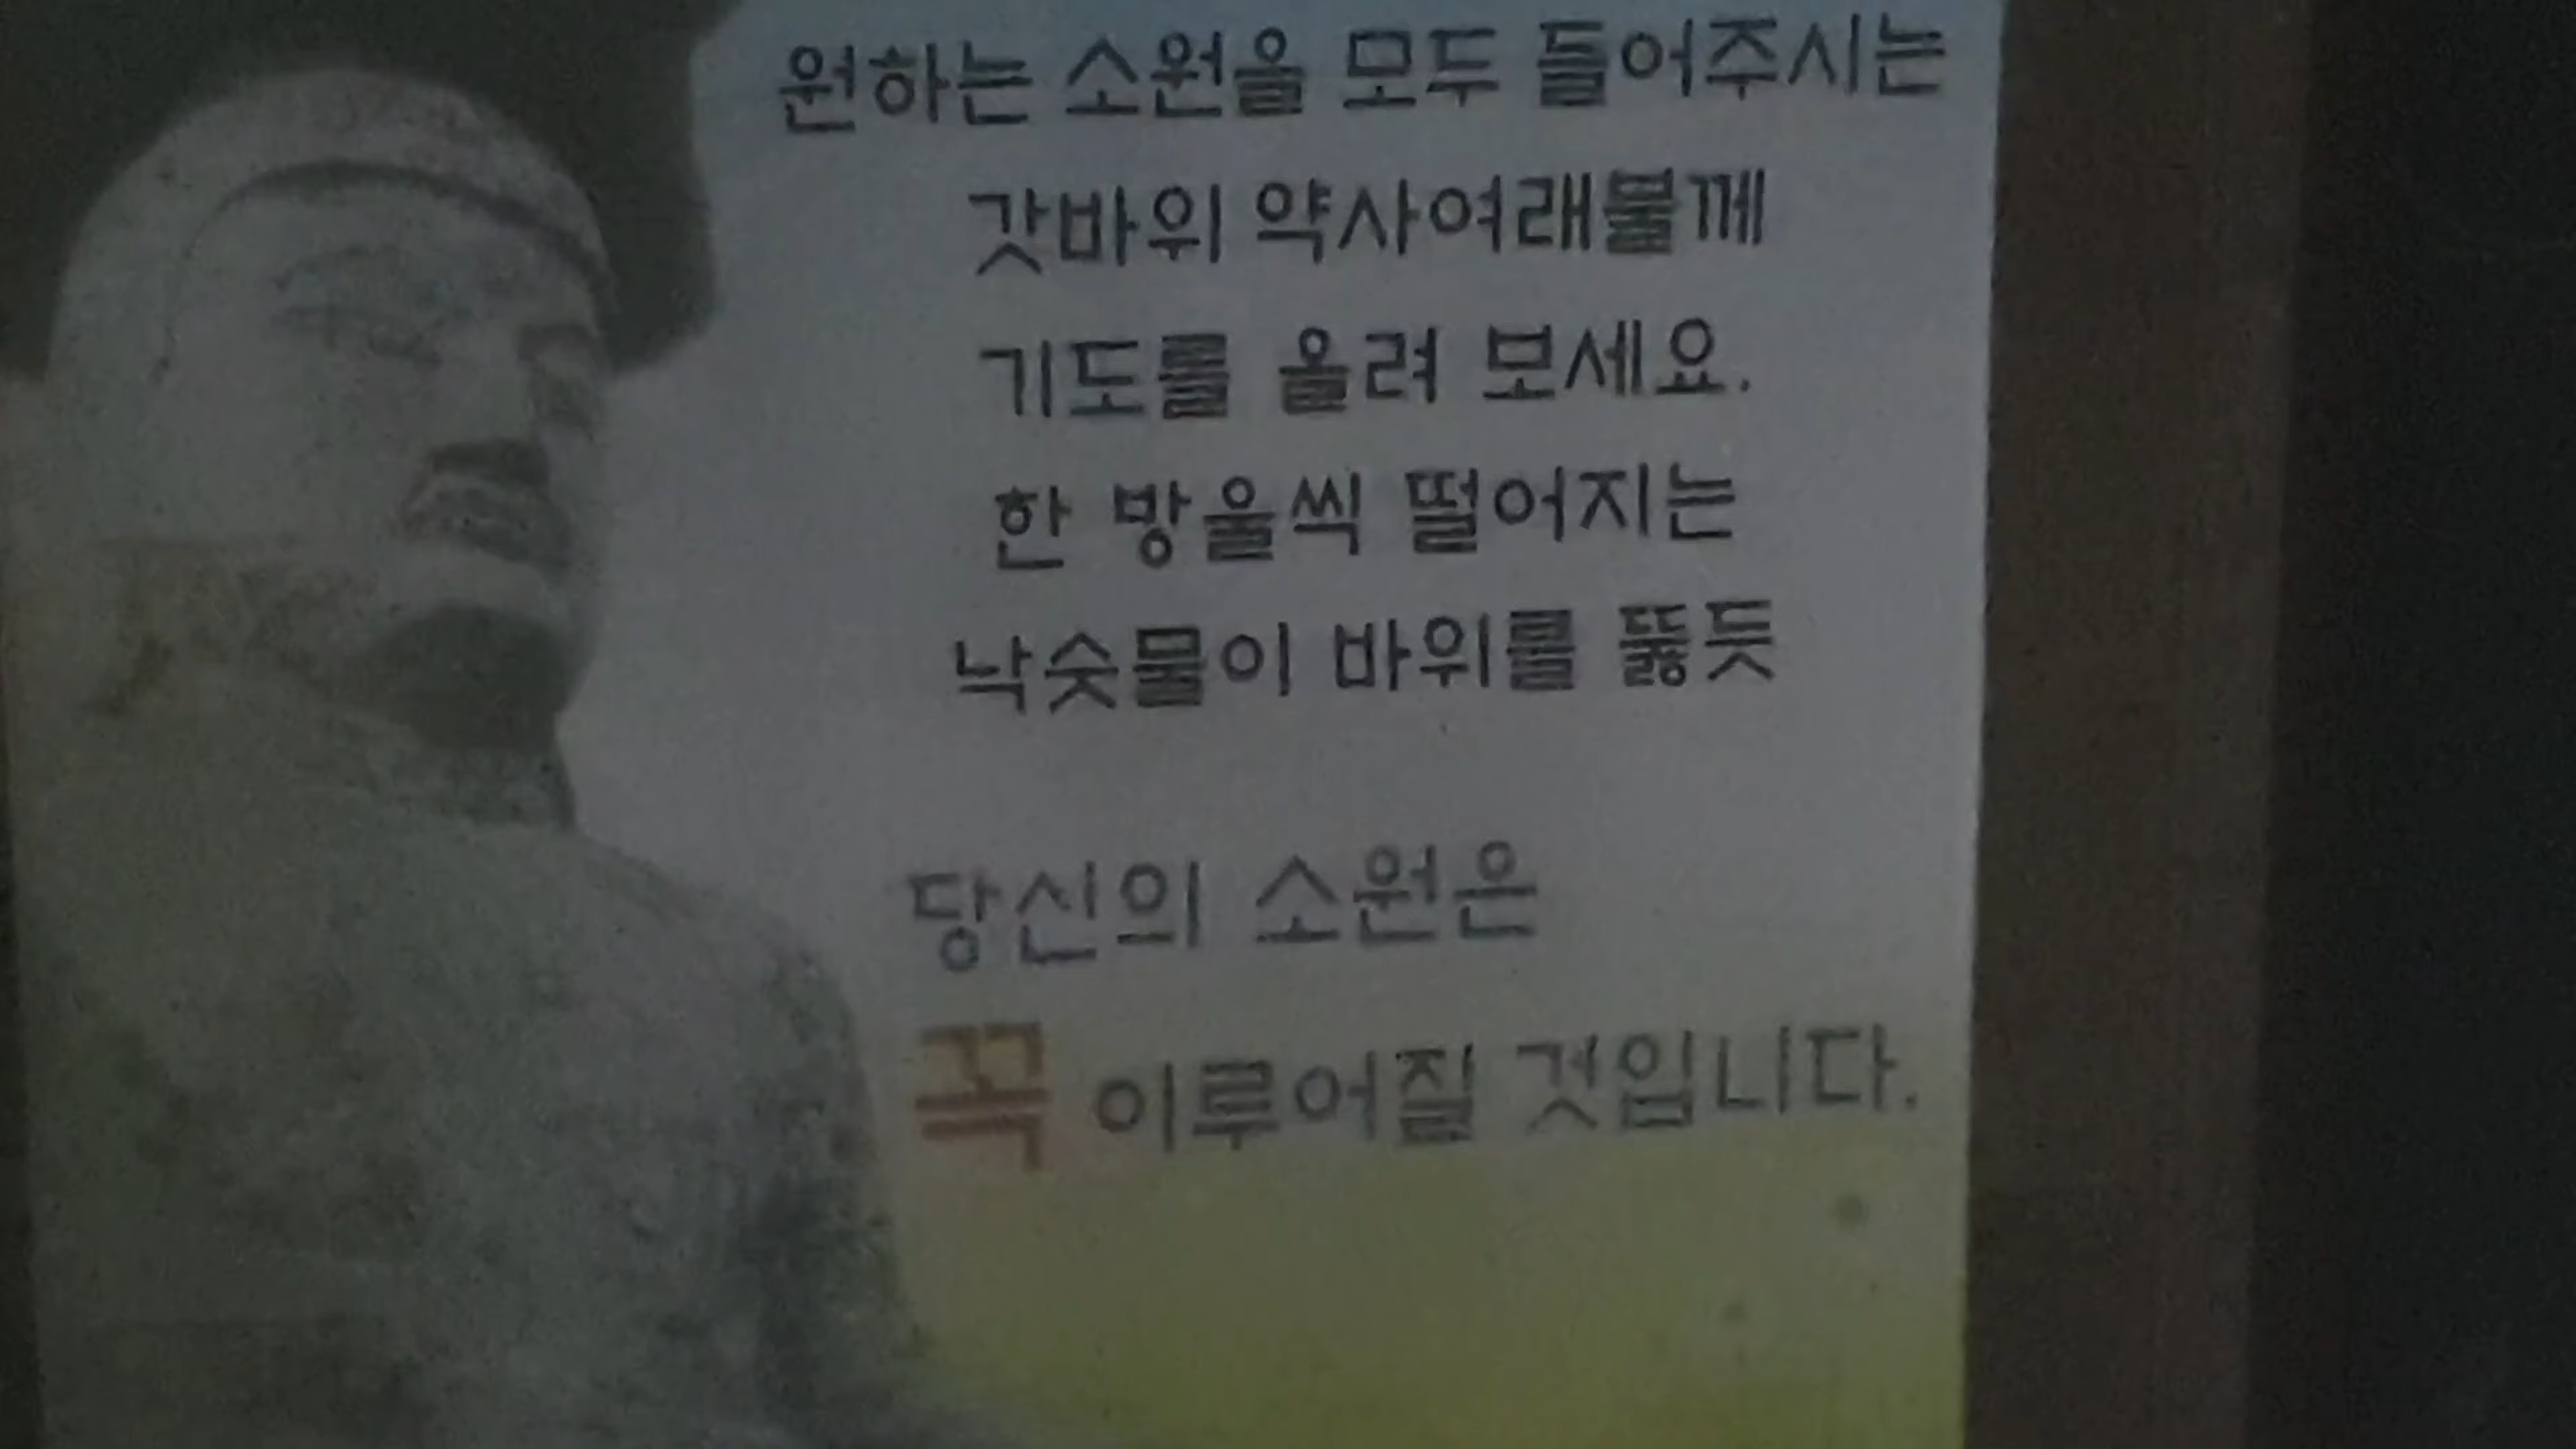 원하는 소원을 모두 들어주시는
갓바위 약사여래불께
기도를 올려 보세요.
한 방울씩 떨어지는
낙숫물이 바위를 뚫듯
당신의 소원은
꼭 이루어질 것입니다.